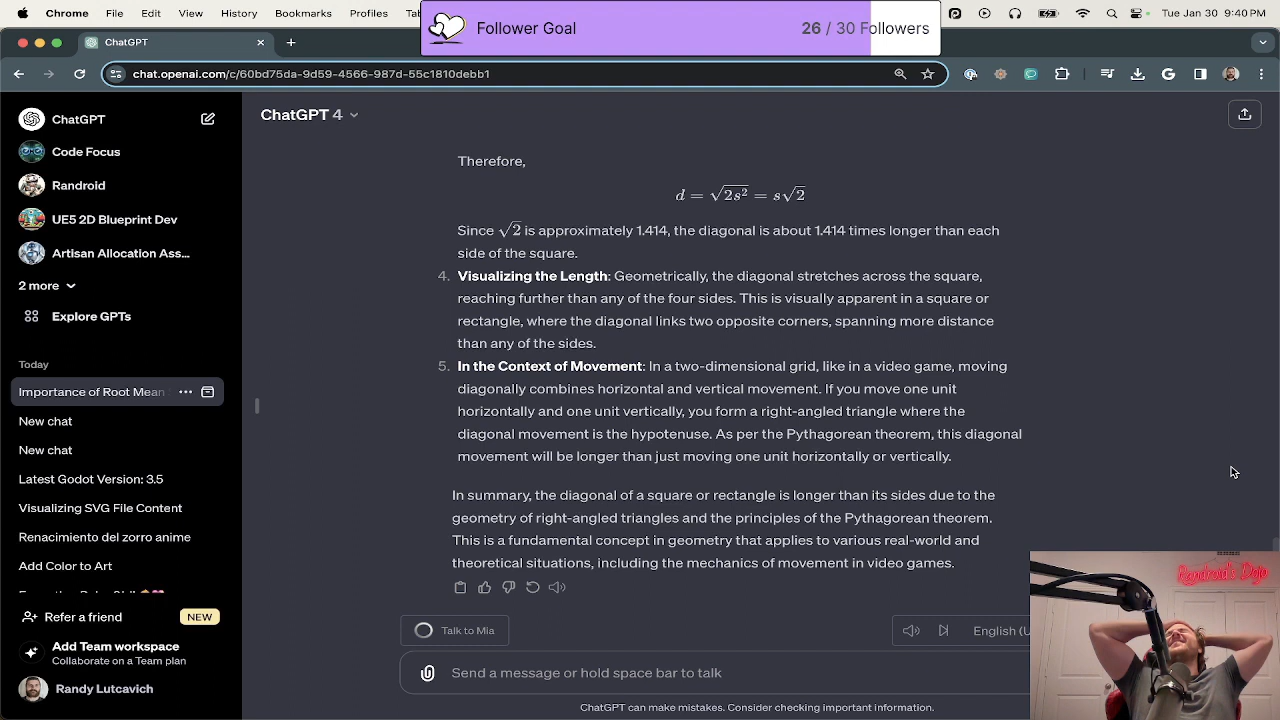 Chrome
File
Edit
View
History
Bookmarks
Profiles
Follower Goal
26 / 30 Followers
Tue Jan 30 9:40 PM
ChatGPT
chat.openai.com/c/60bd75da-9d59-4566-987d-55c1810debb1
ChatGPT
Code Focus
Randroid
UE5 2D Blueprint Dev
Artisan Allocation Ass...
2 more
Explore GPTs
Today
Importance of Root Mean
New chat
New chat
Latest Godot Version: 3.5
Visualizing SVG File Content
Renacimiento del zorro anime
Add Color to Art
Refer a friend
NEW
Add Team workspace
Collaborate on a Team plan
Randy Lutcavich
ChatGPT 4
Therefore,
d = √2s² = s√2
Since √2 is approximately 1.414, the diagonal is about 1.414 times longer than each
side of the square.
4. Visualizing the Length: Geometrically, the diagonal stretches across the square,
reaching further than any of the four sides. This is visually apparent in a square or
rectangle, where the diagonal links two opposite corners, spanning more distance
than any of the sides.
5. In the Context of Movement: In a two-dimensional grid, like in a video game, moving
diagonally combines horizontal and vertical movement. If you move one unit
horizontally and one unit vertically, you form a right-angled triangle where the
diagonal movement is the hypotenuse. As per the Pythagorean theorem, this diagonal
movement will be longer than just moving one unit horizontally or vertically.
In summary, the diagonal of a square or rectangle is longer than its sides due to the
geometry of right-angled triangles and the principles of the Pythagorean theorem.
This is a fundamental concept in geometry that applies to various real-world and
theoretical situations, including the mechanics of movement in video games.
Talk to Mia
English (U
Send a message or hold space bar to talk
ChatGPT can make mistakes. Consider checking important information.
Randroid's Dojo